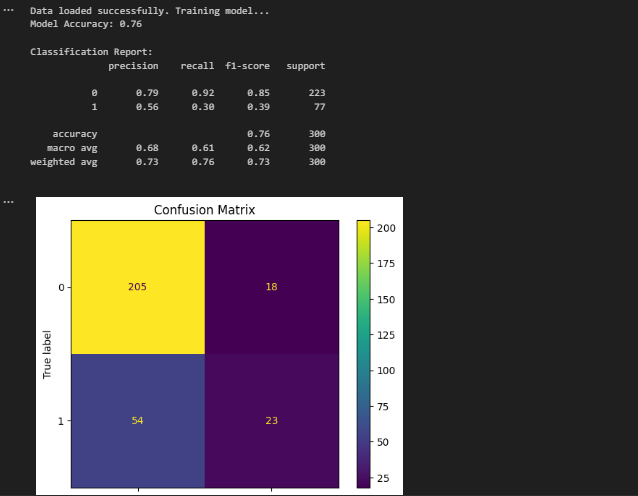 ... Data loaded successfully. Training model...
Model Accuracy: 0.76
Classification Report:
precision recall f1-score support
0 0.79 0.92 0.85 223
1 0.56 0.30 0.39 77
accuracy 0.76 300
macro avg 0.68 0.61 0.62 300
weighted avg 0.73 0.76 0.73 300
...
Confusion Matrix
200
175
150
125
100
75
50
25
0 205 18
True label
1 54 23